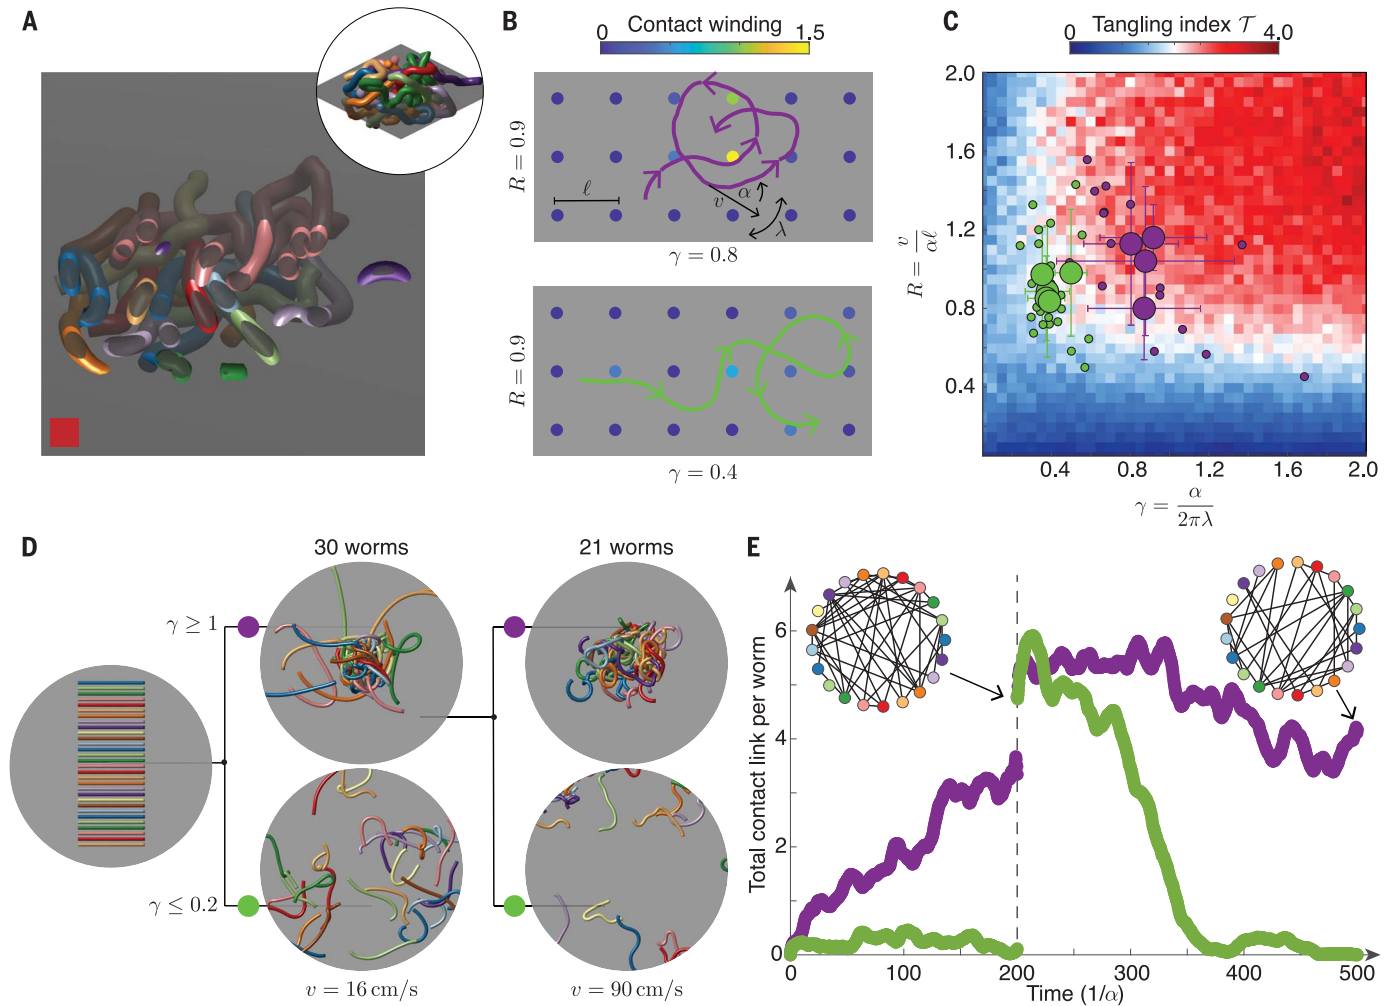 A
B
Contact winding
0
1.5
R = 0.9
ℓ
v
α
λ
γ = 0.8
R = 0.9
γ = 0.4
C
Tangling index 𝒯
0
4.0
2.0
1.6
1.2
0.8
0.4
R = v/αℓ
0.4
0.8
1.2
1.6
2.0
γ = α/2πλ
D
30 worms
21 worms
γ ≥ 1
γ ≤ 0.2
v = 16 cm/s
v = 90 cm/s
E
Total contact link per worm
6
4
2
0
0
100
200
300
400
500
Time (1/α)